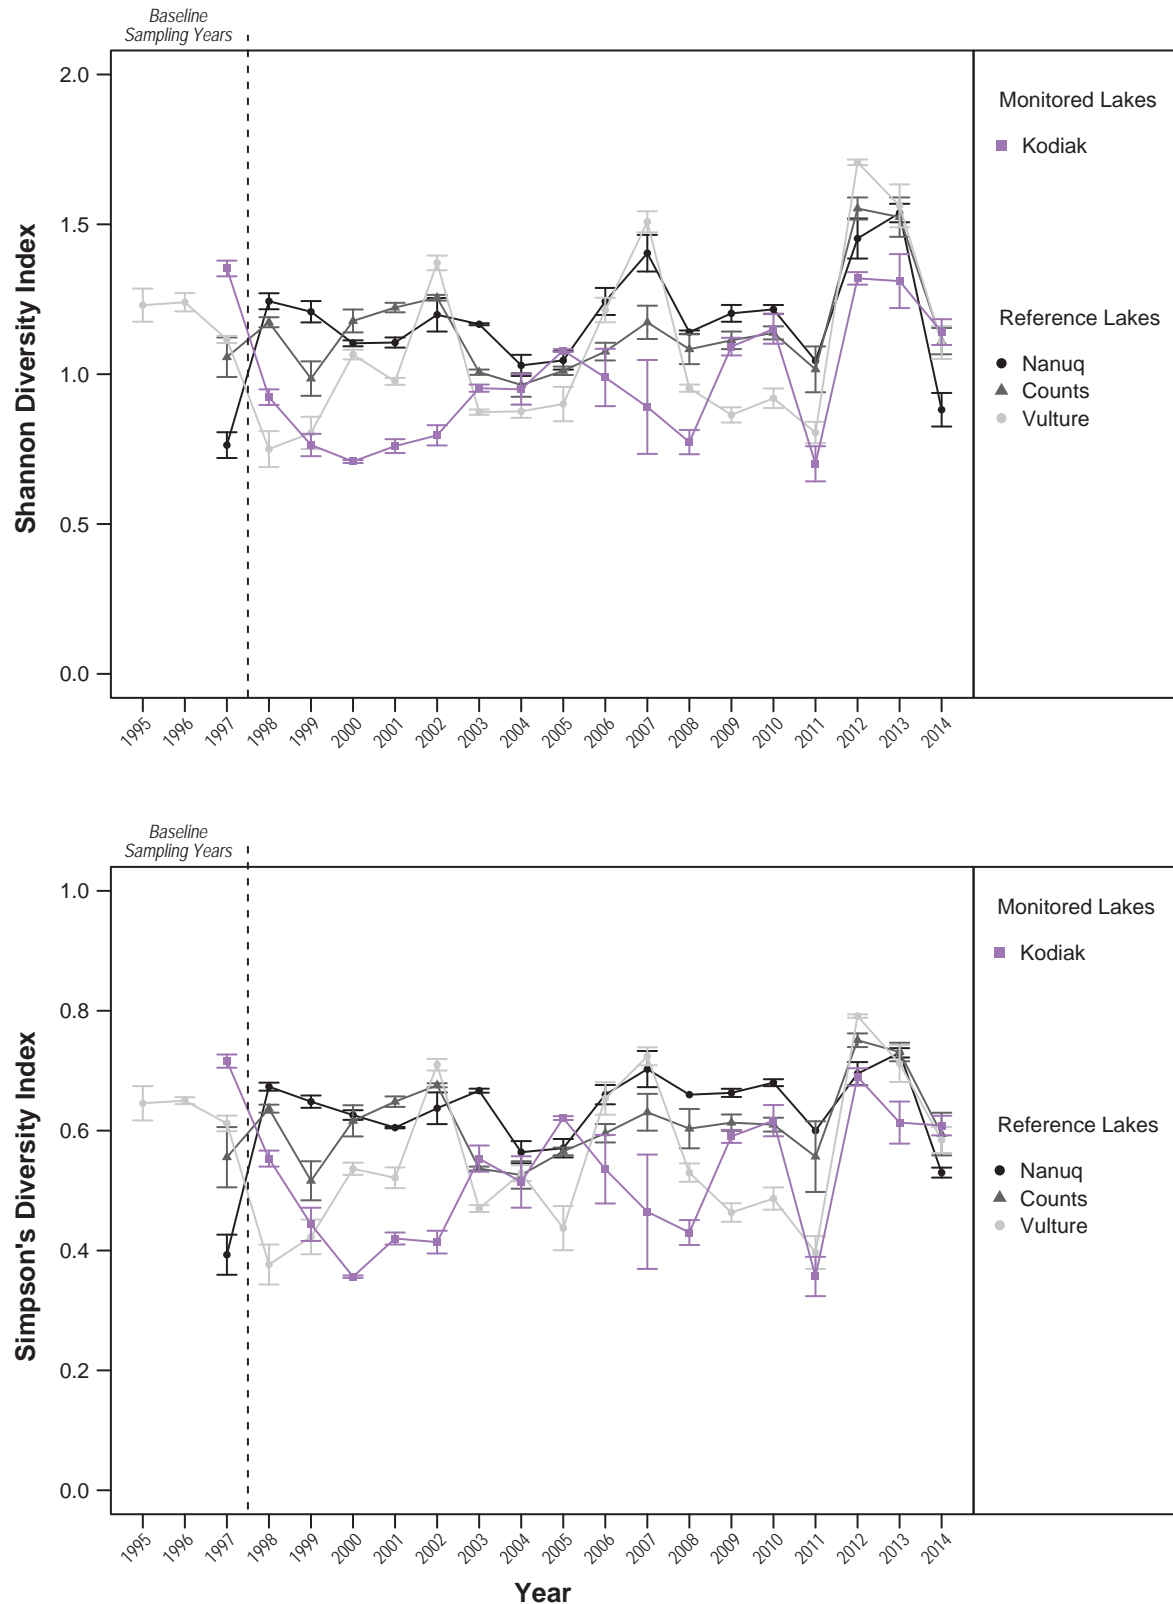 Baseline
Sampling Years
2.0
1.5
1.0
0.5
0.0
Shannon Diversity Index
1995 1996 1997 1998 1999 2000 2001 2002 2003 2004 2005 2006 2007 2008 2009 2010 2011 2012 2013 2014
Monitored Lakes
Kodiak
Reference Lakes
Nanuq
Counts
Vulture
Baseline
Sampling Years
1.0
0.8
0.6
0.4
0.2
0.0
Simpson's Diversity Index
1995 1996 1997 1998 1999 2000 2001 2002 2003 2004 2005 2006 2007 2008 2009 2010 2011 2012 2013 2014
Year
Monitored Lakes
Kodiak
Reference Lakes
Nanuq
Counts
Vulture